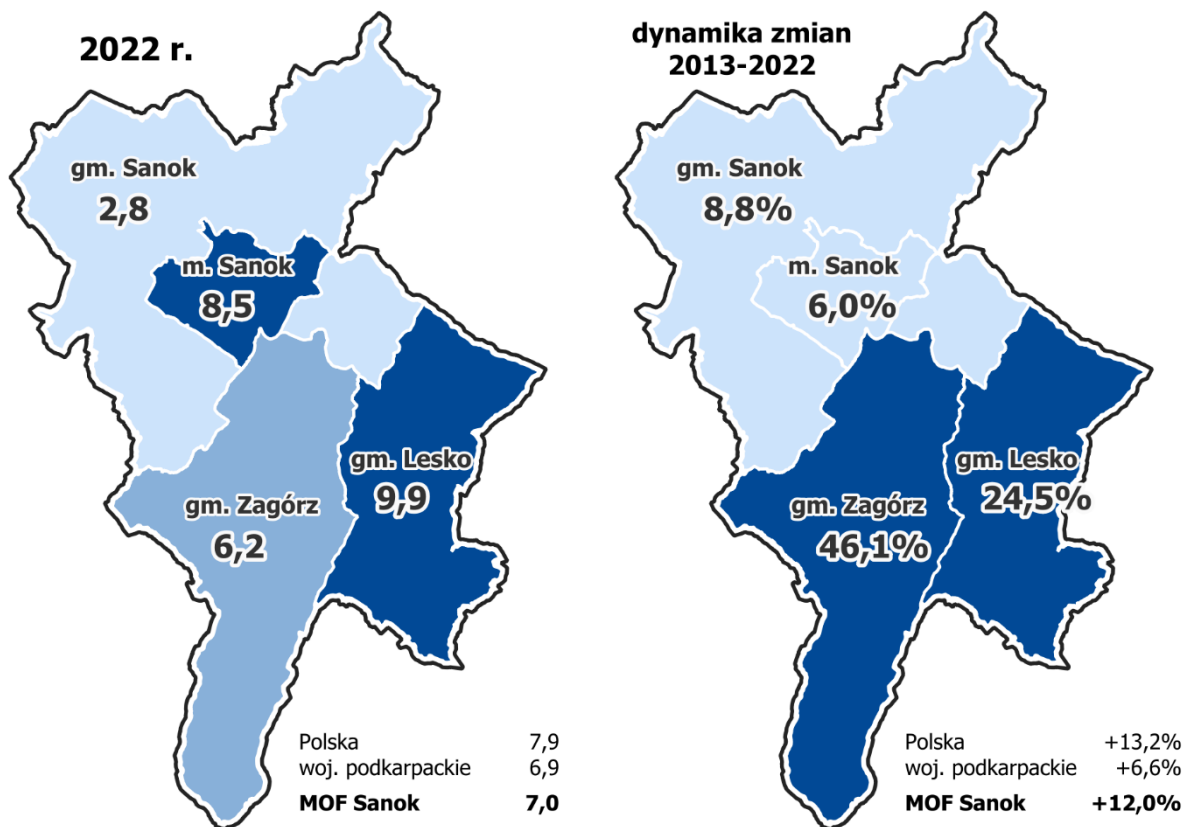 2022 r.
gm. Sanok
2,8
m. Sanok
8,5
gm. Lesko
9,9
gm. Zagórz
6,2
Polska 7,9
woj. podkarpackie 6,9
MOF Sanok 7,0
dynamika zmian
2013-2022
gm. Sanok
8,8%
m. Sanok
6,0%
gm. Lesko
24,5%
gm. Zagórz
46,1%
Polska +13,2%
woj. podkarpackie +6,6%
MOF Sanok +12,0%